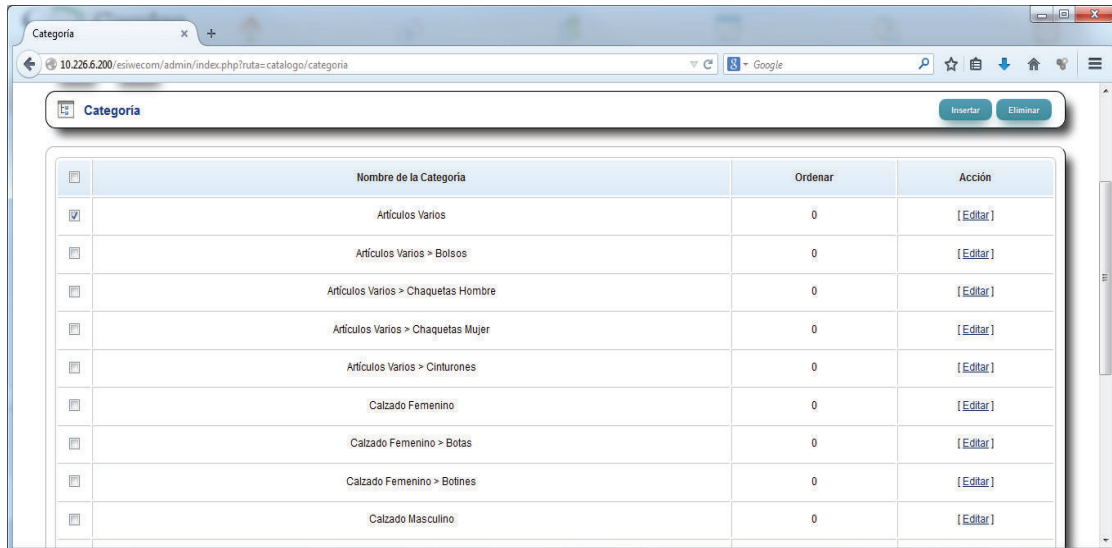 Categoría
10.226.6.200/esiwecom/admin/index.php?ruta=catalogo/categoria
Google
Categoría
Insertar Eliminar
Nombre de la Categoría Ordenar Acción
Artículos Varios 0 [ Editar ]
Artículos Varios > Bolsos 0 [ Editar ]
Artículos Varios > Chaquetas Hombre 0 [ Editar ]
Artículos Varios > Chaquetas Mujer 0 [ Editar ]
Artículos Varios > Cinturones 0 [ Editar ]
Calzado Femenino 0 [ Editar ]
Calzado Femenino > Botas 0 [ Editar ]
Calzado Femenino > Botines 0 [ Editar ]
Calzado Masculino 0 [ Editar ]